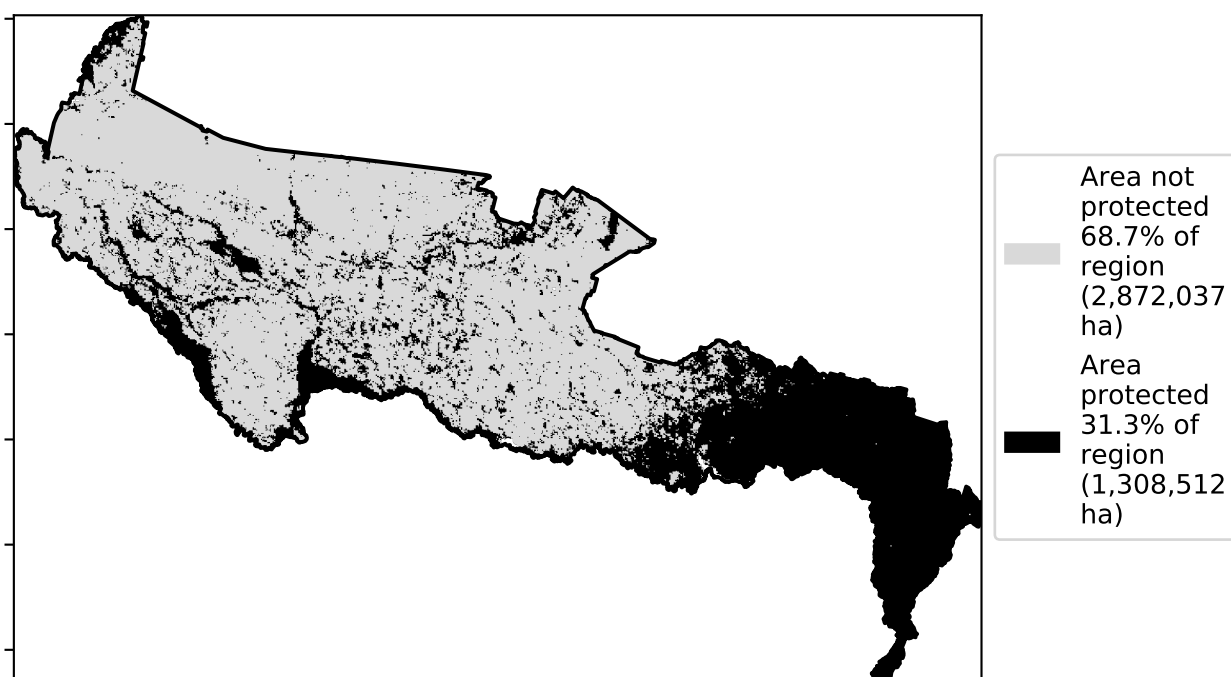 Area not
protected
68.7% of
region
(2,872,037
ha)
Area
protected
31.3% of
region
(1,308,512
ha)